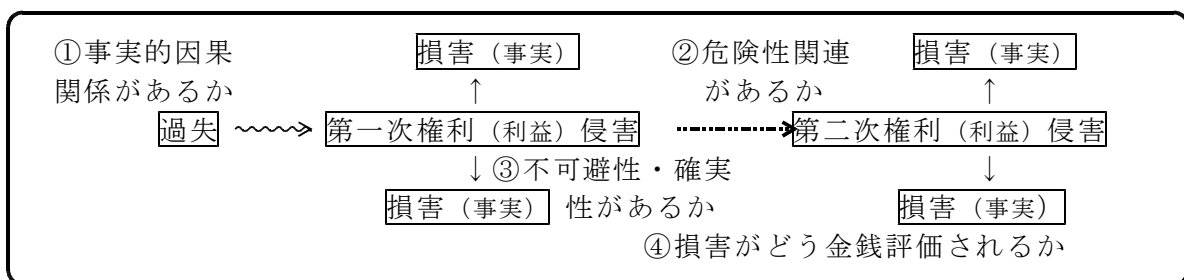 ①事実的因果 損害（事実） ②危険性関連 損害（事実）
関係があるか ↑ があるか ↑
過失 第一次権利（利益）侵害 第二次権利（利益）侵害
↓③不可避性・確実 ↓
損害（事実） 性があるか 損害（事実）
④損害がどう金銭評価されるか